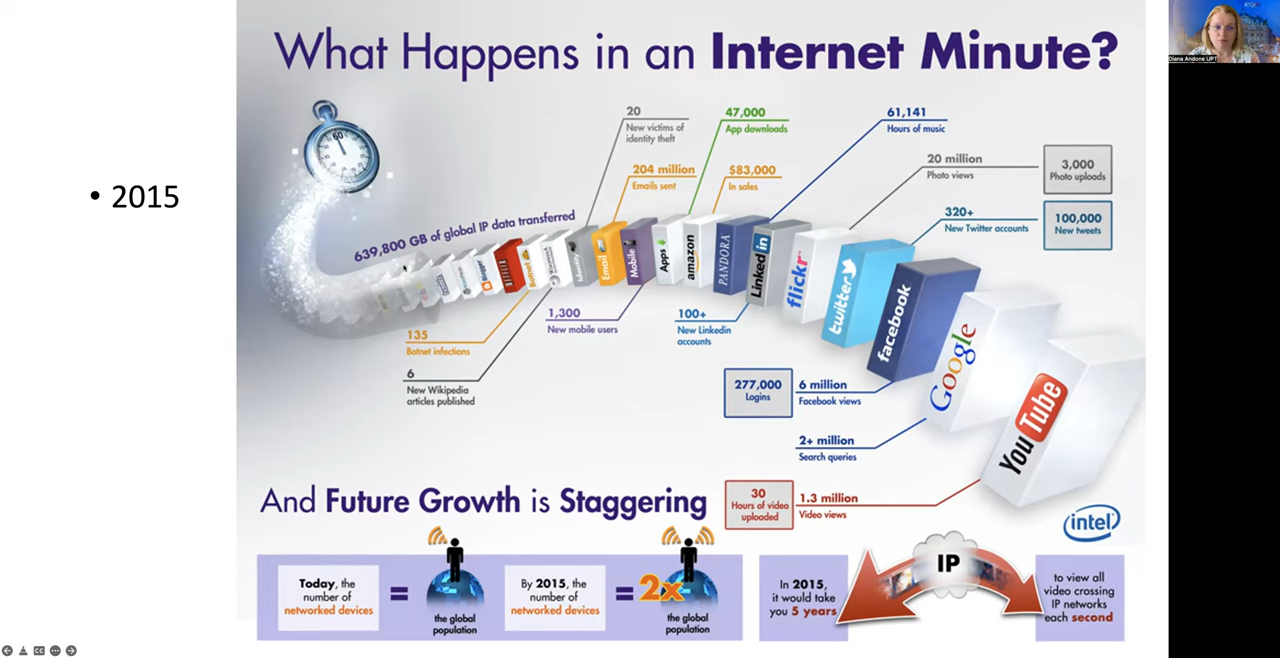 What Happens in an Internet Minute?
Diana Andone UPT
• 2015
60
20
New victims of
identity theft
47,000
App downloads
61,141
Hours of music
204 million
Emails sent
$83,000
In sales
20 million
Photo views
3,000
Photo uploads
320+
New Twitter accounts
100,000
New tweets
639,800 GB of global IP data transferred
Blogger
Botnet
Identity
Email
Mobile
Apps
amazon
PANDORA
Linked in
flickr
twitter
facebook
Google
YouTube
135
Botnet infections
6
New Wikipedia
articles published
1,300
New mobile users
100+
New Linkedin
accounts
277,000
Logins
6 million
Facebook views
2+ million
Search queries
30
Hours of video
uploaded
1.3 million
Video views
And Future Growth is Staggering
intel
Today, the
number of
networked devices
=
the global
population
By 2015, the
number of
networked devices
=
2x
the global
population
In 2015,
it would take
you 5 years
IP
to view all
video crossing
IP networks
each second